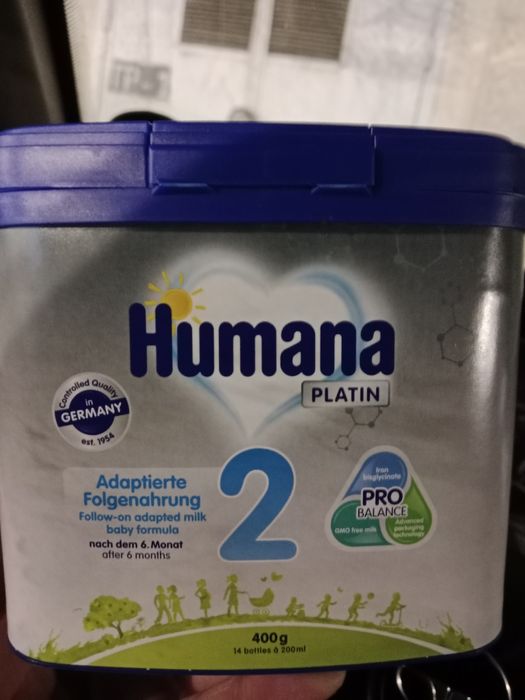 Humana
PLATIN
Controlled Quality
in
GERMANY
est. 1954
Adaptierte
Folgenahrung
Follow-on adapted milk
baby formula
nach dem 6. Monat
after 6 months
2
Iron
bisglycinate
PRO
BALANCE
GMO free milk
Advanced
packaging
technology
400g
14 bottles à 200ml